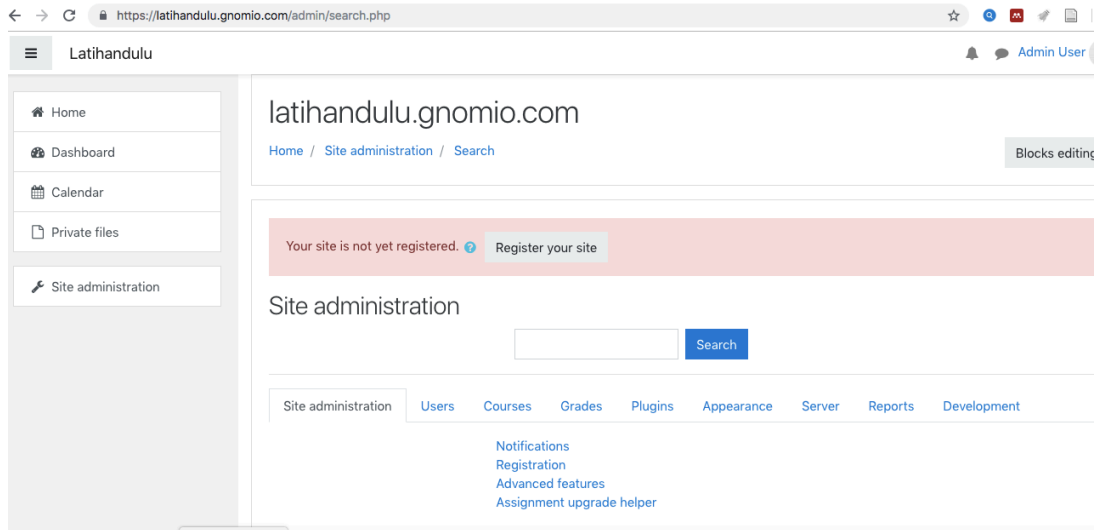 https://latihandulu.gnomio.com/admin/search.php
Latihandulu
Admin User
Home
Dashboard
Calendar
Private files
Site administration
latihandulu.gnomio.com
Home / Site administration / Search
Blocks editing
Your site is not yet registered. Register your site
Site administration
Search
Site administration Users Courses Grades Plugins Appearance Server Reports Development
Notifications
Registration
Advanced features
Assignment upgrade helper